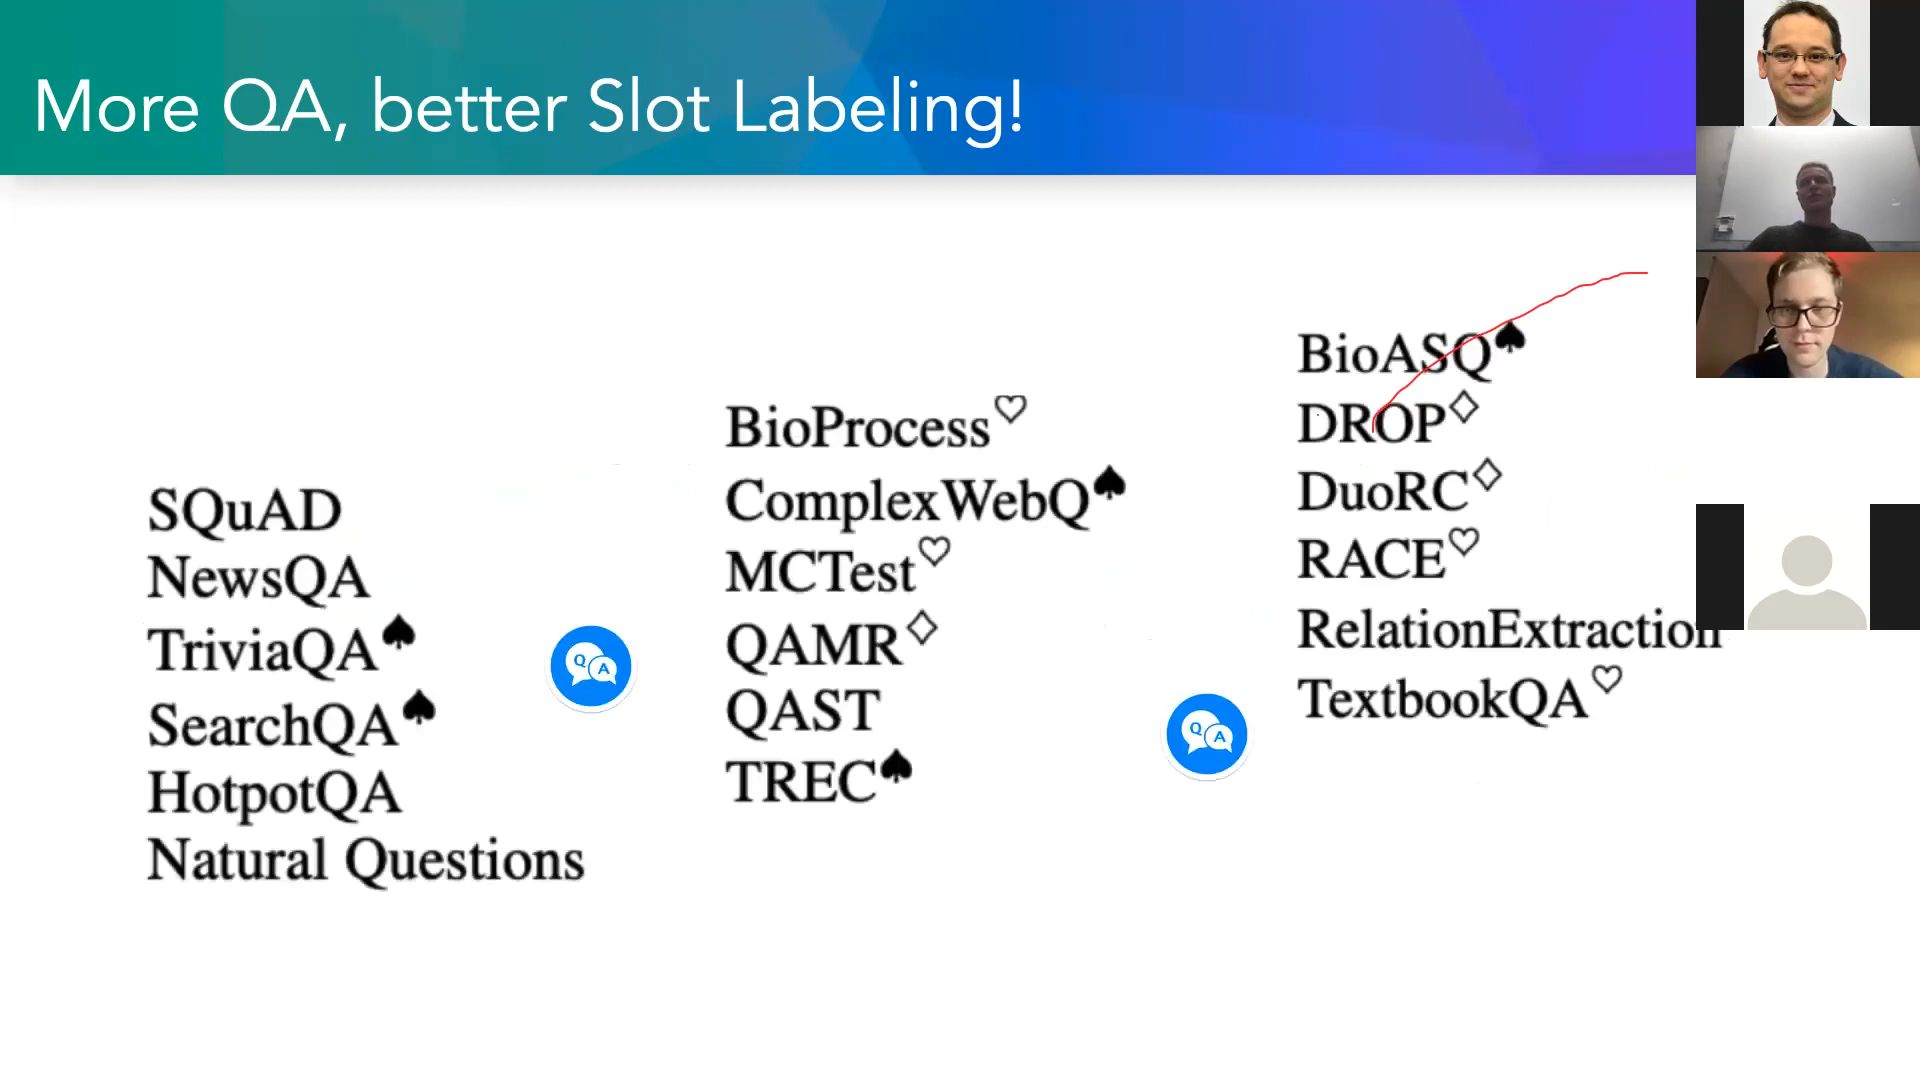 More QA, better Slot Labeling!
SQuAD
NewsQA
TriviaQA♠
SearchQA♠
HotpotQA
Natural Questions
Q A
BioProcess♡
ComplexWebQ♠
MCTest♡
QAMR♢
QAST
TREC♠
Q A
BioASQ♠
DROP♢
DuoRC♢
RACE♡
RelationExtraction
TextbookQA♡